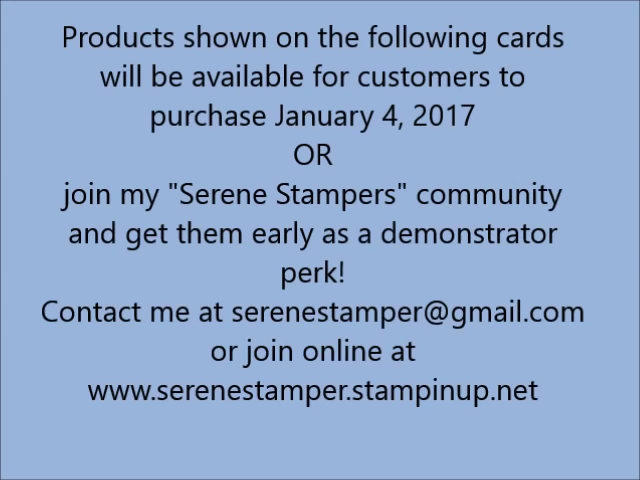 Products shown on the following cards
will be available for customers to
purchase January 4, 2017
OR
join my "Serene Stampers" community
and get them early as a demonstrator
perk!
Contact me at serenestamper@gmail.com
or join online at
www.serenestamper.stampinup.net